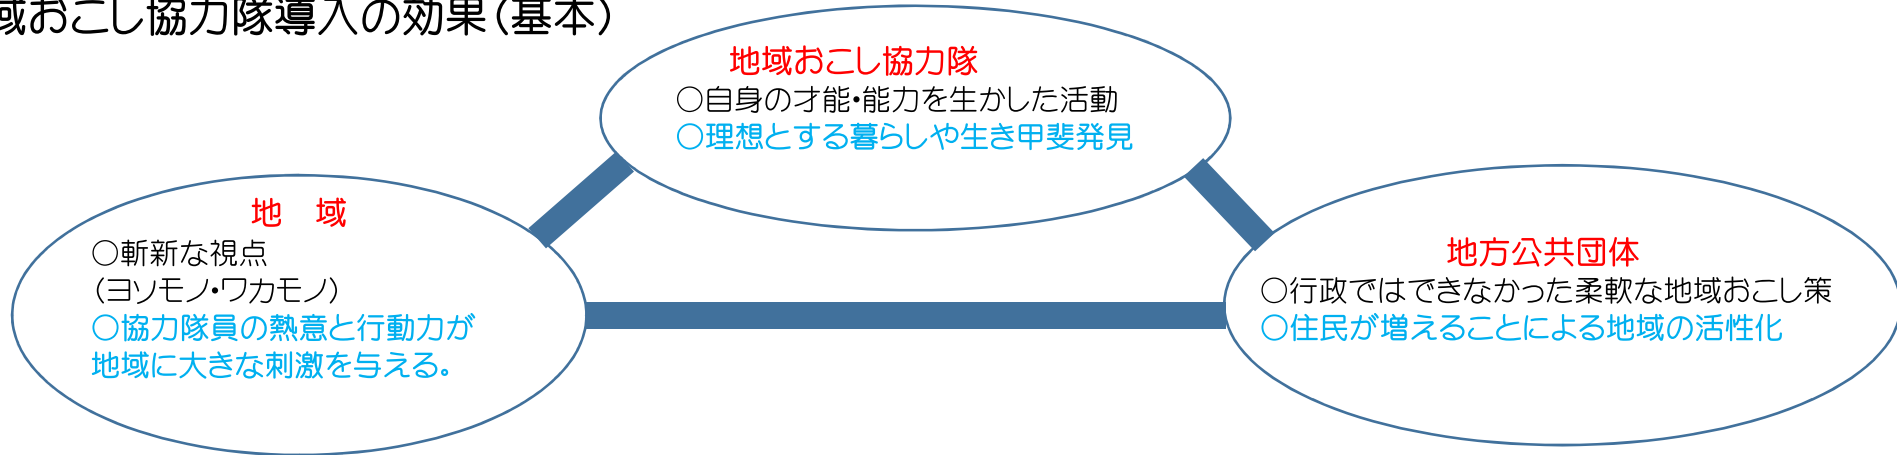 域おこし協力隊導入の効果(基本)
地域おこし協力隊
○自身の才能・能力を生かした活動
○理想とする暮らしや生き甲斐発見
地　域
○斬新な視点
(ヨソモノ・ワカモノ)
○協力隊員の熱意と行動力が
地域に大きな刺激を与える。
地方公共団体
○行政ではできなかった柔軟な地域おこし策
○住民が増えることによる地域の活性化